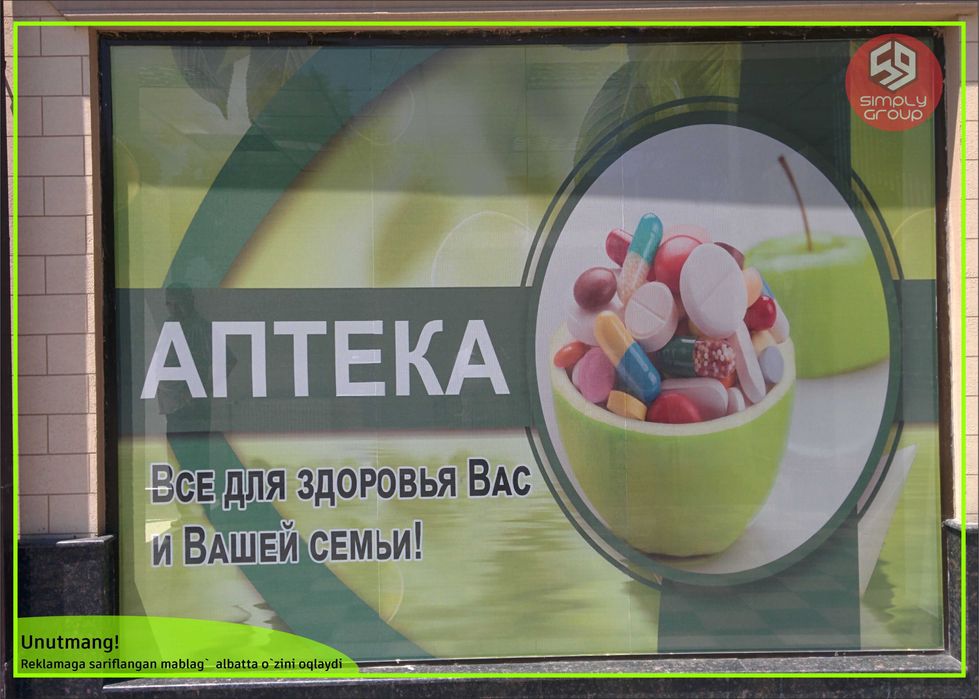 SIMPLY
GROUP
АПТЕКА
ВСЕ ДЛЯ ЗДОРОВЬЯ ВАС
И ВАШЕЙ СЕМЬИ!
Unutmang!
Reklamaga sariflangan mablag` albatta o`zini oqlaydi